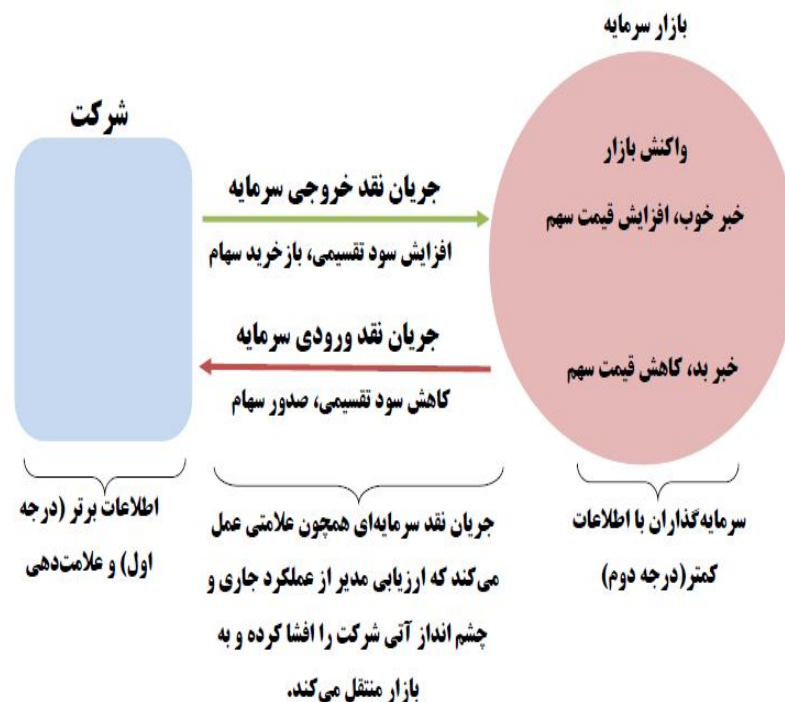 بازار سرمایه
شرکت
واکنش بازار
خبر خوب، افزایش قیمت سهم
جریان نقد خروجی سرمایه
افزایش سود تقسیمی، بازخرید سهام
جریان نقد ورودی سرمایه
کاهش سود تقسیمی، صدور سهام
خبر بد، کاهش قیمت سهم
سرمایه‌گذاران با اطلاعات
کمتر(درجه دوم)
جریان نقد سرمایه‌ای همچون علامتی عمل
می‌کند که ارزیابی مدیر از عملکرد جاری و
چشم انداز آتی شرکت را افشا کرده و به
بازار منتقل می‌کند.
اطلاعات برتر (درجه
اول) و علامت‌دهی